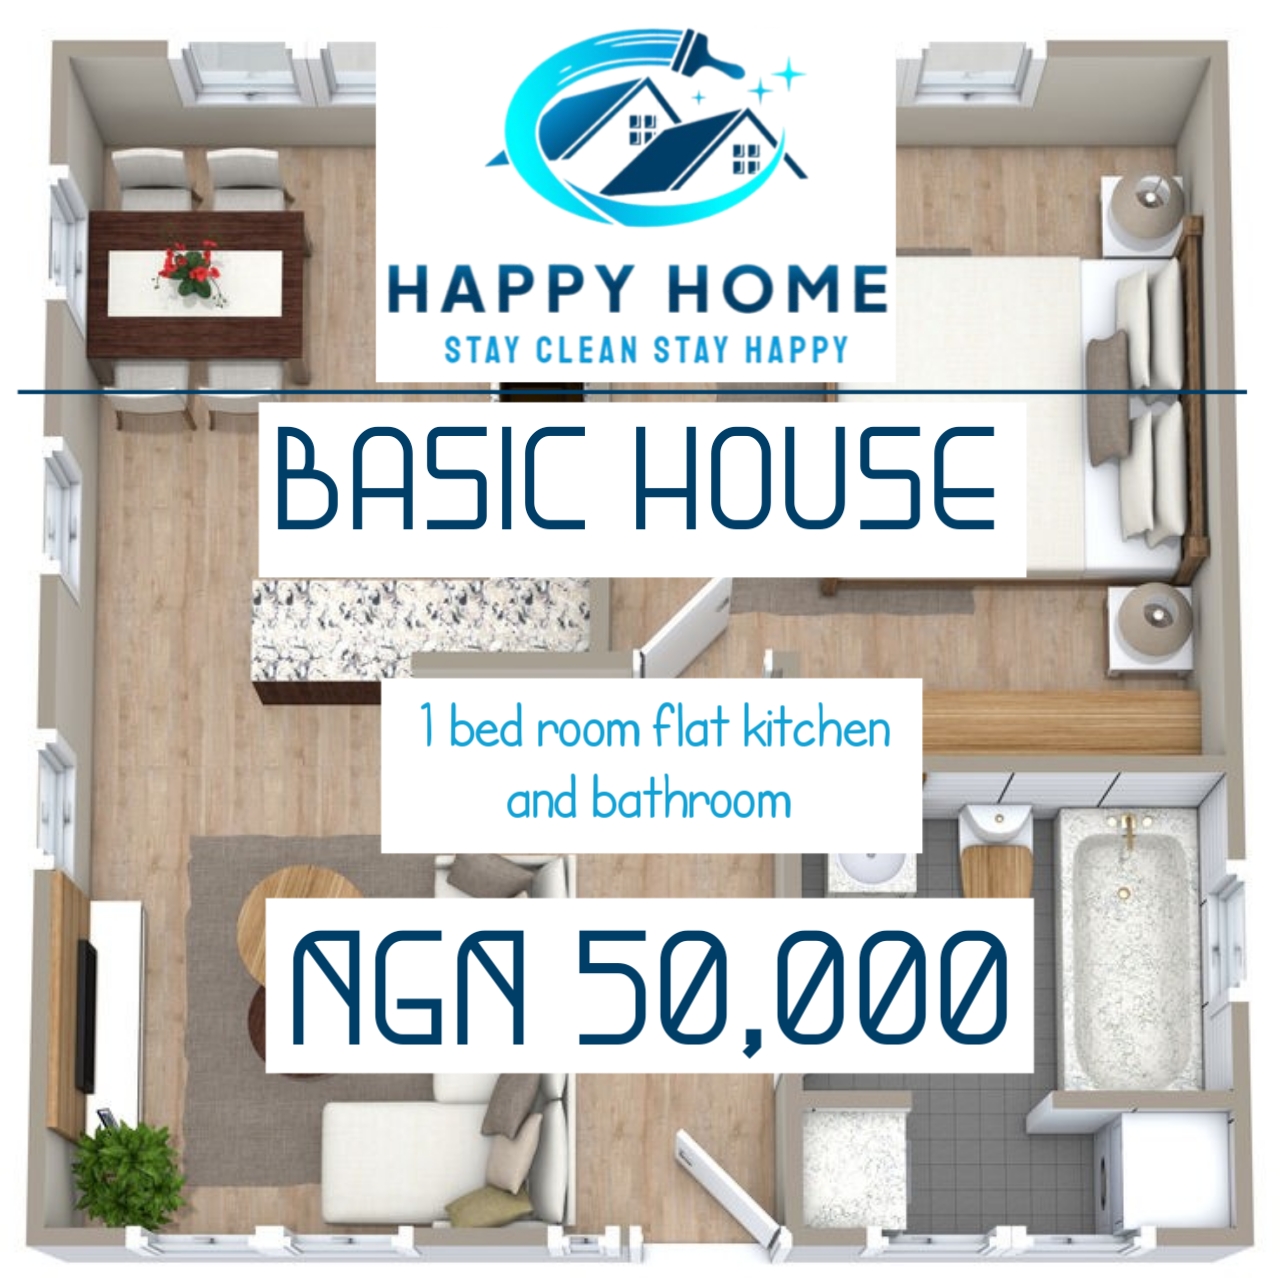 HAPPY HOME
STAY CLEAN STAY HAPPY
BASIC HOUSE
1 bed room flat kitchen
and bathroom
NGN 50,000